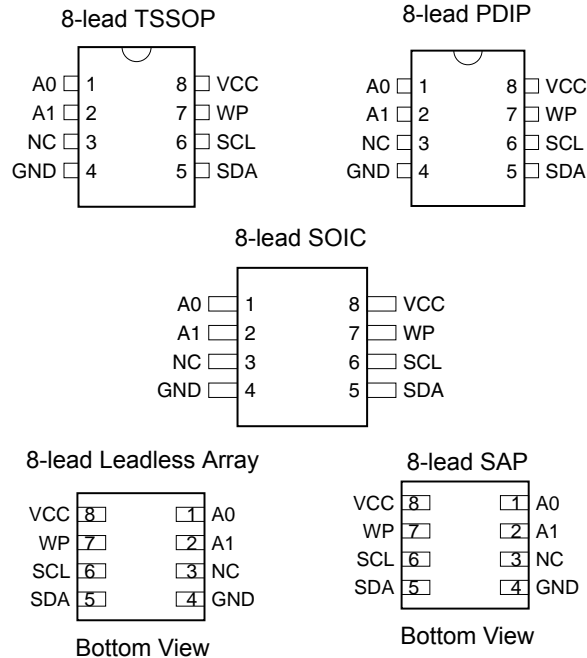 8-lead TSSOP
A0 1 8 VCC
A1 2 7 WP
NC 3 6 SCL
GND 4 5 SDA
8-lead PDIP
A0 1 8 VCC
A1 2 7 WP
NC 3 6 SCL
GND 4 5 SDA
8-lead SOIC
A0 1 8 VCC
A1 2 7 WP
NC 3 6 SCL
GND 4 5 SDA
8-lead Leadless Array
VCC 8 1 A0
WP 7 2 A1
SCL 6 3 NC
SDA 5 4 GND
Bottom View
8-lead SAP
VCC 8 1 A0
WP 7 2 A1
SCL 6 3 NC
SDA 5 4 GND
Bottom View